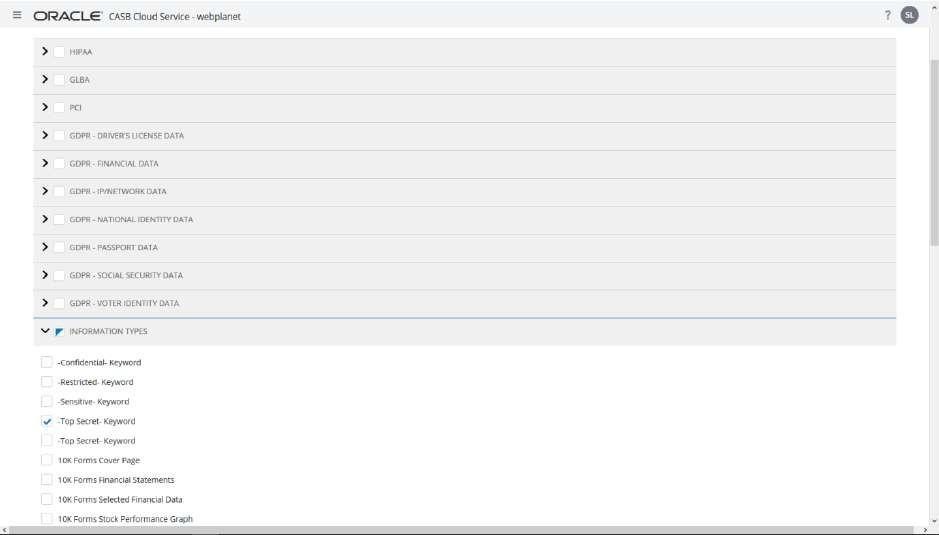 ORACLE® CASB Cloud Service - webplanet ? SL
HIPAA
GLBA
PCI
GDPR - DRIVER'S LICENSE DATA
GDPR - FINANCIAL DATA
GDPR - IP/NETWORK DATA
GDPR - NATIONAL IDENTITY DATA
GDPR - PASSPORT DATA
GDPR - SOCIAL SECURITY DATA
GDPR - VOTER IDENTITY DATA
INFORMATION TYPES
-Confidential- Keyword
-Restricted- Keyword
-Sensitive- Keyword
-Top Secret- Keyword
-Top Secret- Keyword
10K Forms Cover Page
10K Forms Financial Statements
10K Forms Selected Financial Data
10K Forms Stock Performance Graph